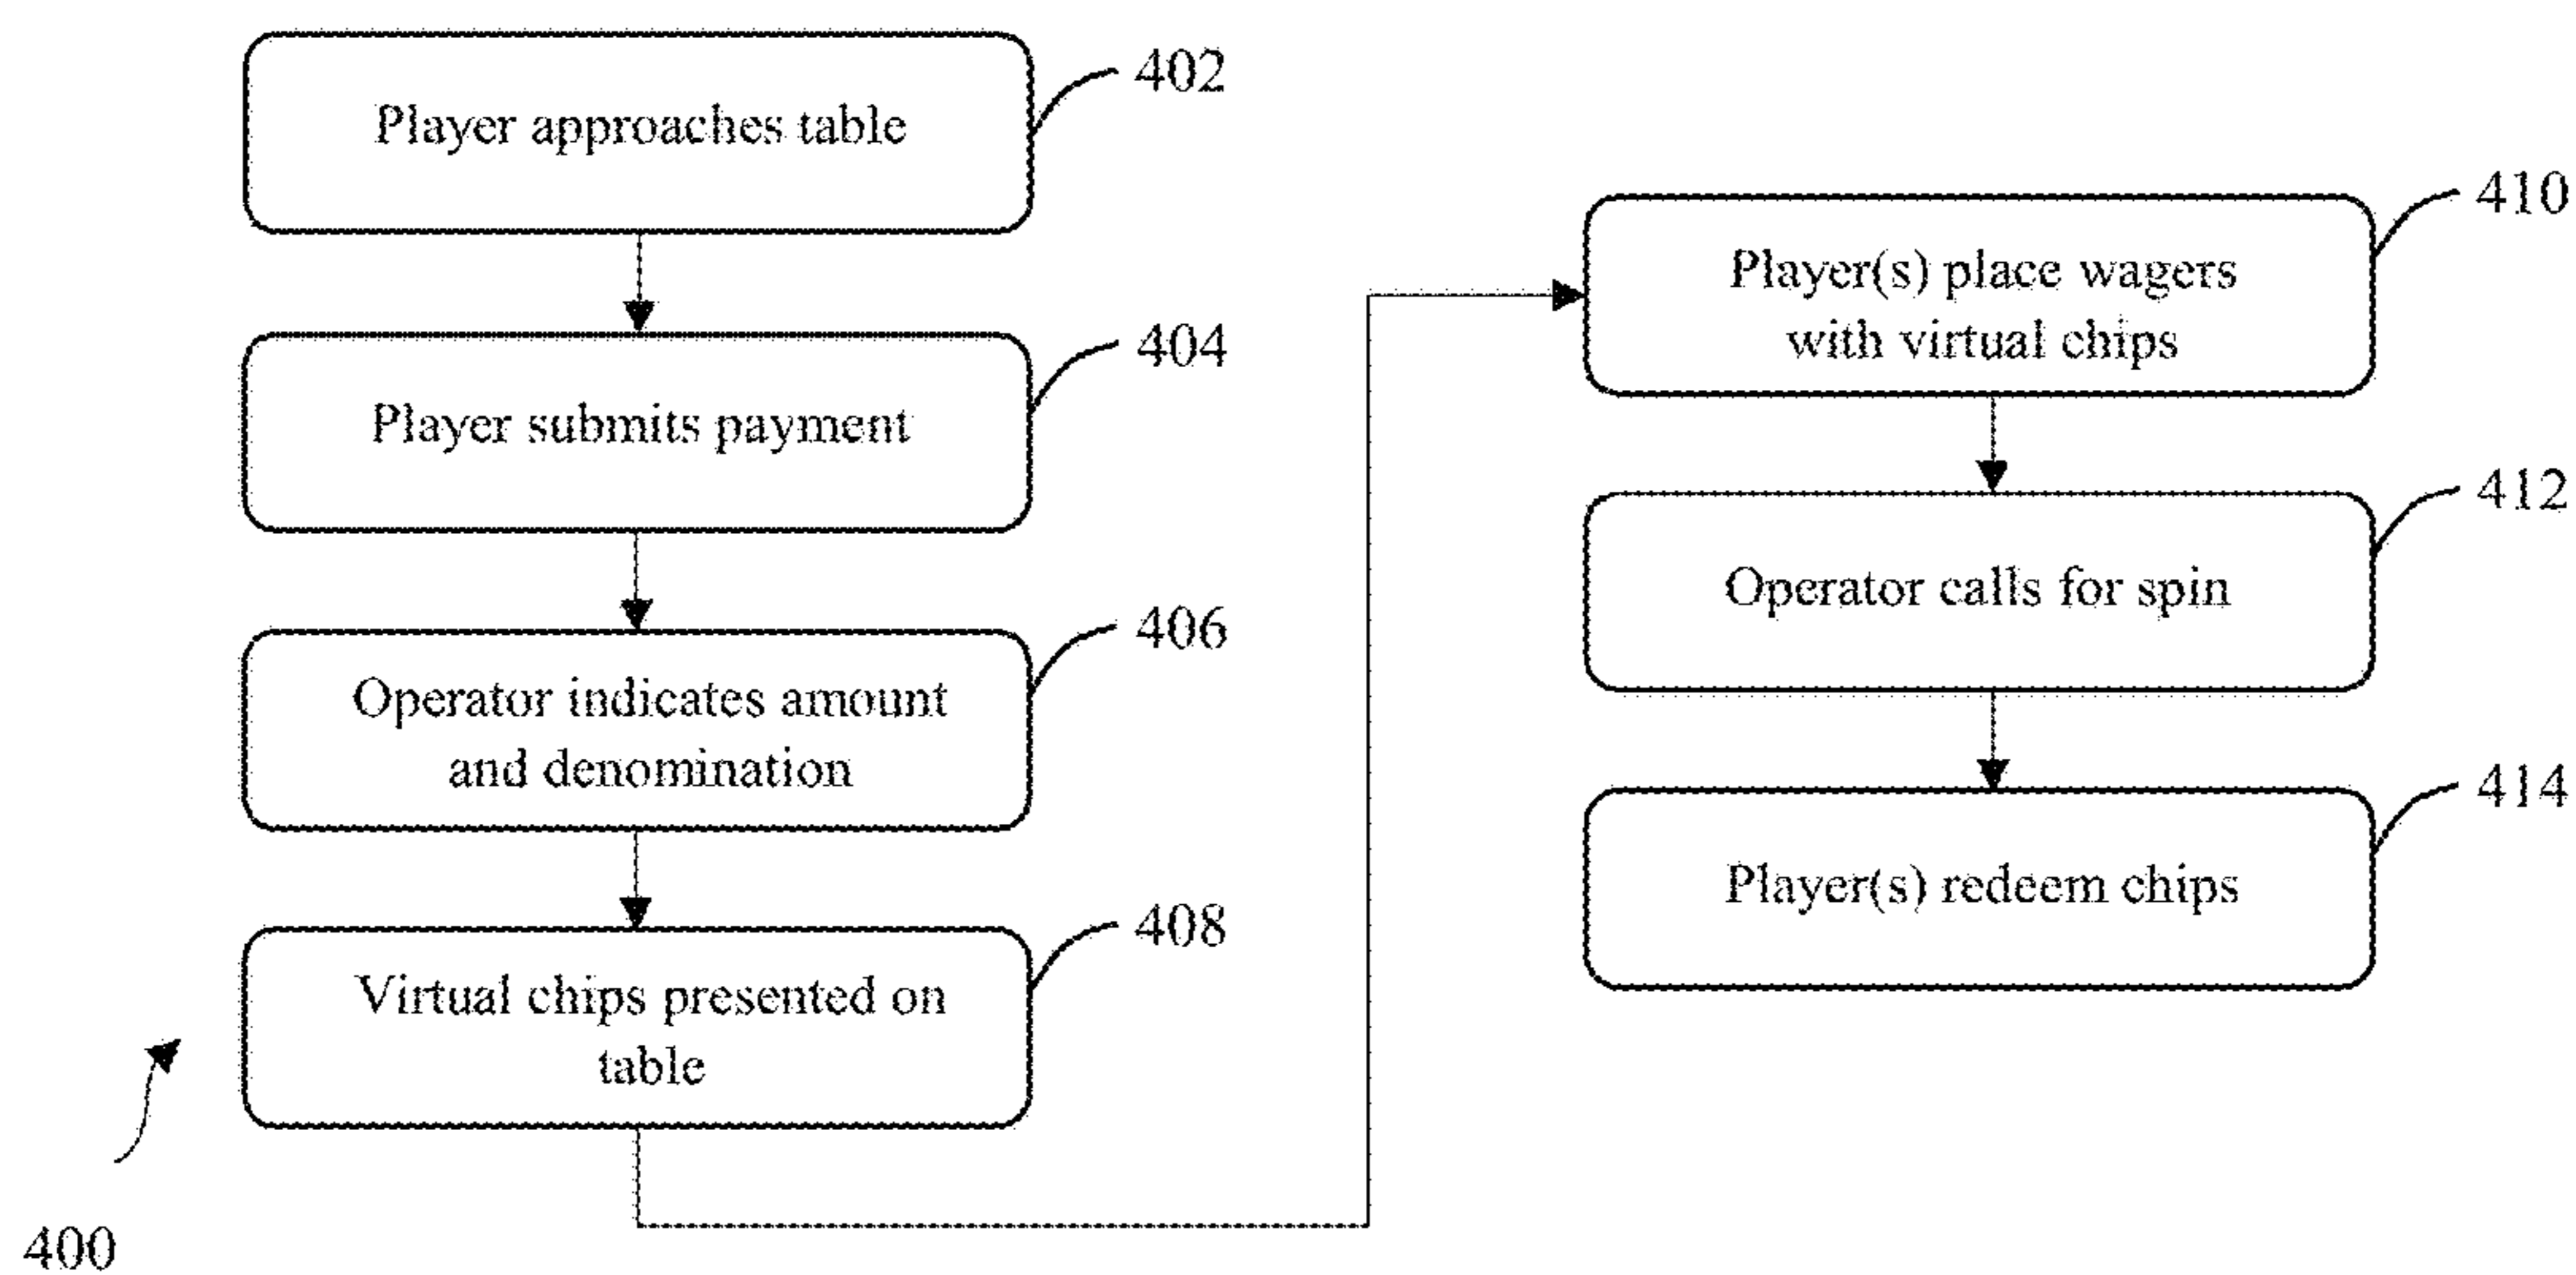 Player approaches table
402
Player submits payment
404
Operator indicates amount
and denomination
406
Virtual chips presented on
table
408
400
Player(s) place wagers
with virtual chips
410
Operator calls for spin
412
Player(s) redeem chips
414